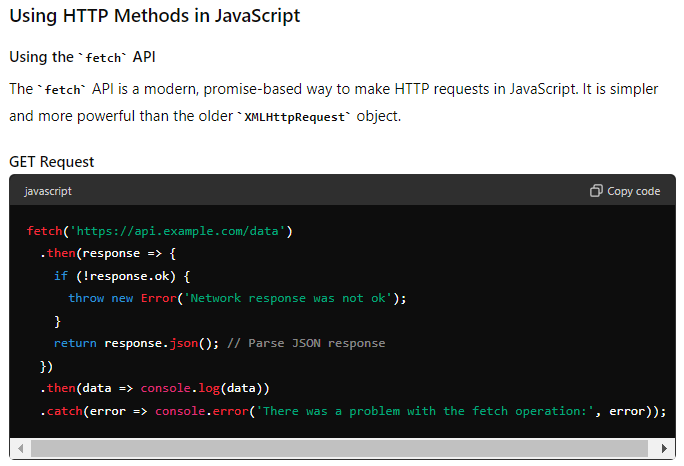 Using HTTP Methods in JavaScript
Using the `fetch` API
The `fetch` API is a modern, promise-based way to make HTTP requests in JavaScript. It is simpler
and more powerful than the older `XMLHttpRequest` object.
GET Request
javascript Copy code
fetch('https://api.example.com/data')
  .then(response => {
    if (!response.ok) {
      throw new Error('Network response was not ok');
    }
    return response.json(); // Parse JSON response
  })
  .then(data => console.log(data))
  .catch(error => console.error('There was a problem with the fetch operation:', error));